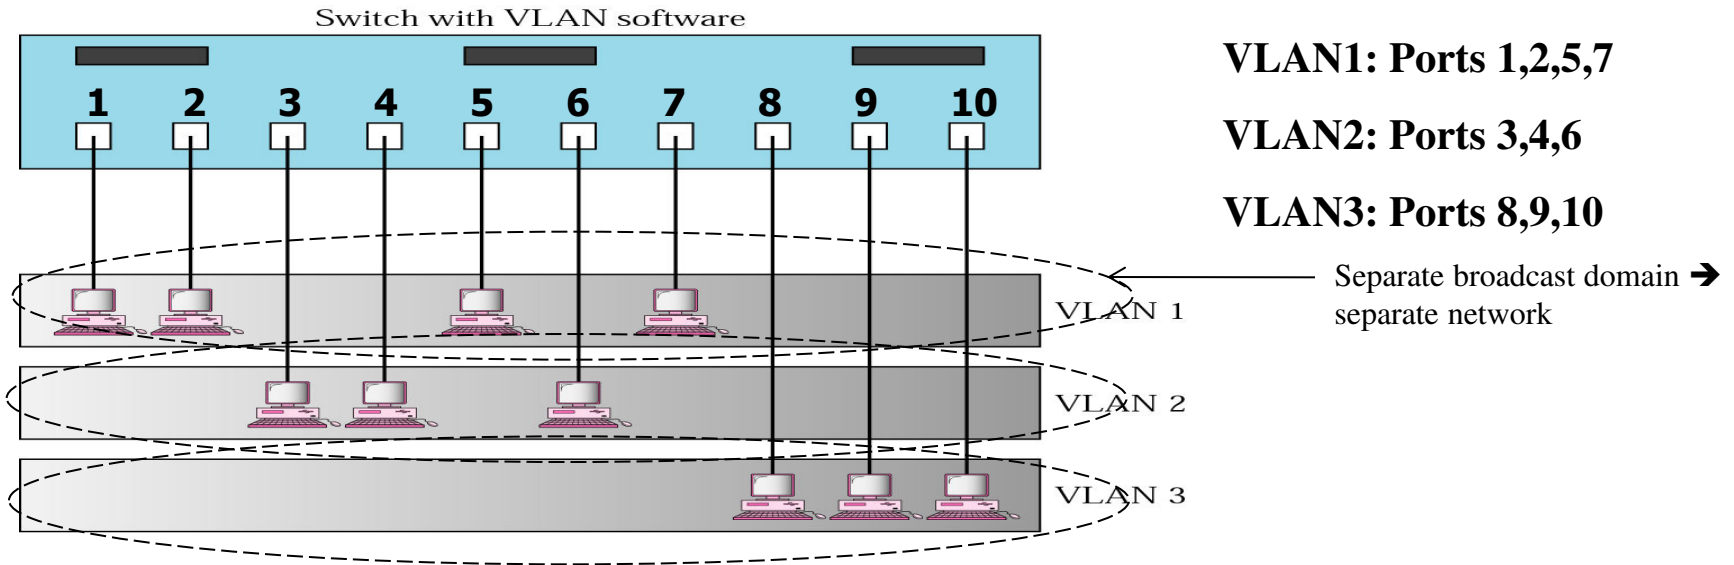 Switch with VLAN software
1 2 3 4 5 6 7 8 9 10
VLAN1: Ports 1,2,5,7
VLAN2: Ports 3,4,6
VLAN3: Ports 8,9,10
Separate broadcast domain ➔
separate network
VLAN 1
VLAN 2
VLAN 3